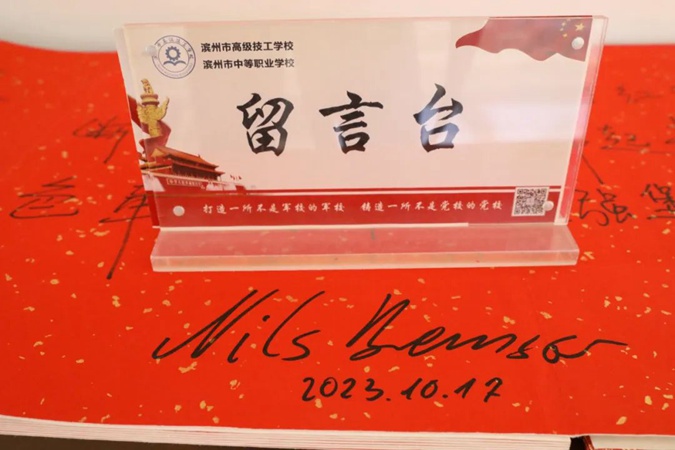 滨州市高级技工学校
滨州市中等职业学校
留言台
打造一所不是军校的军校 铸造一所不是党校的党校
Nils
2023.10.17